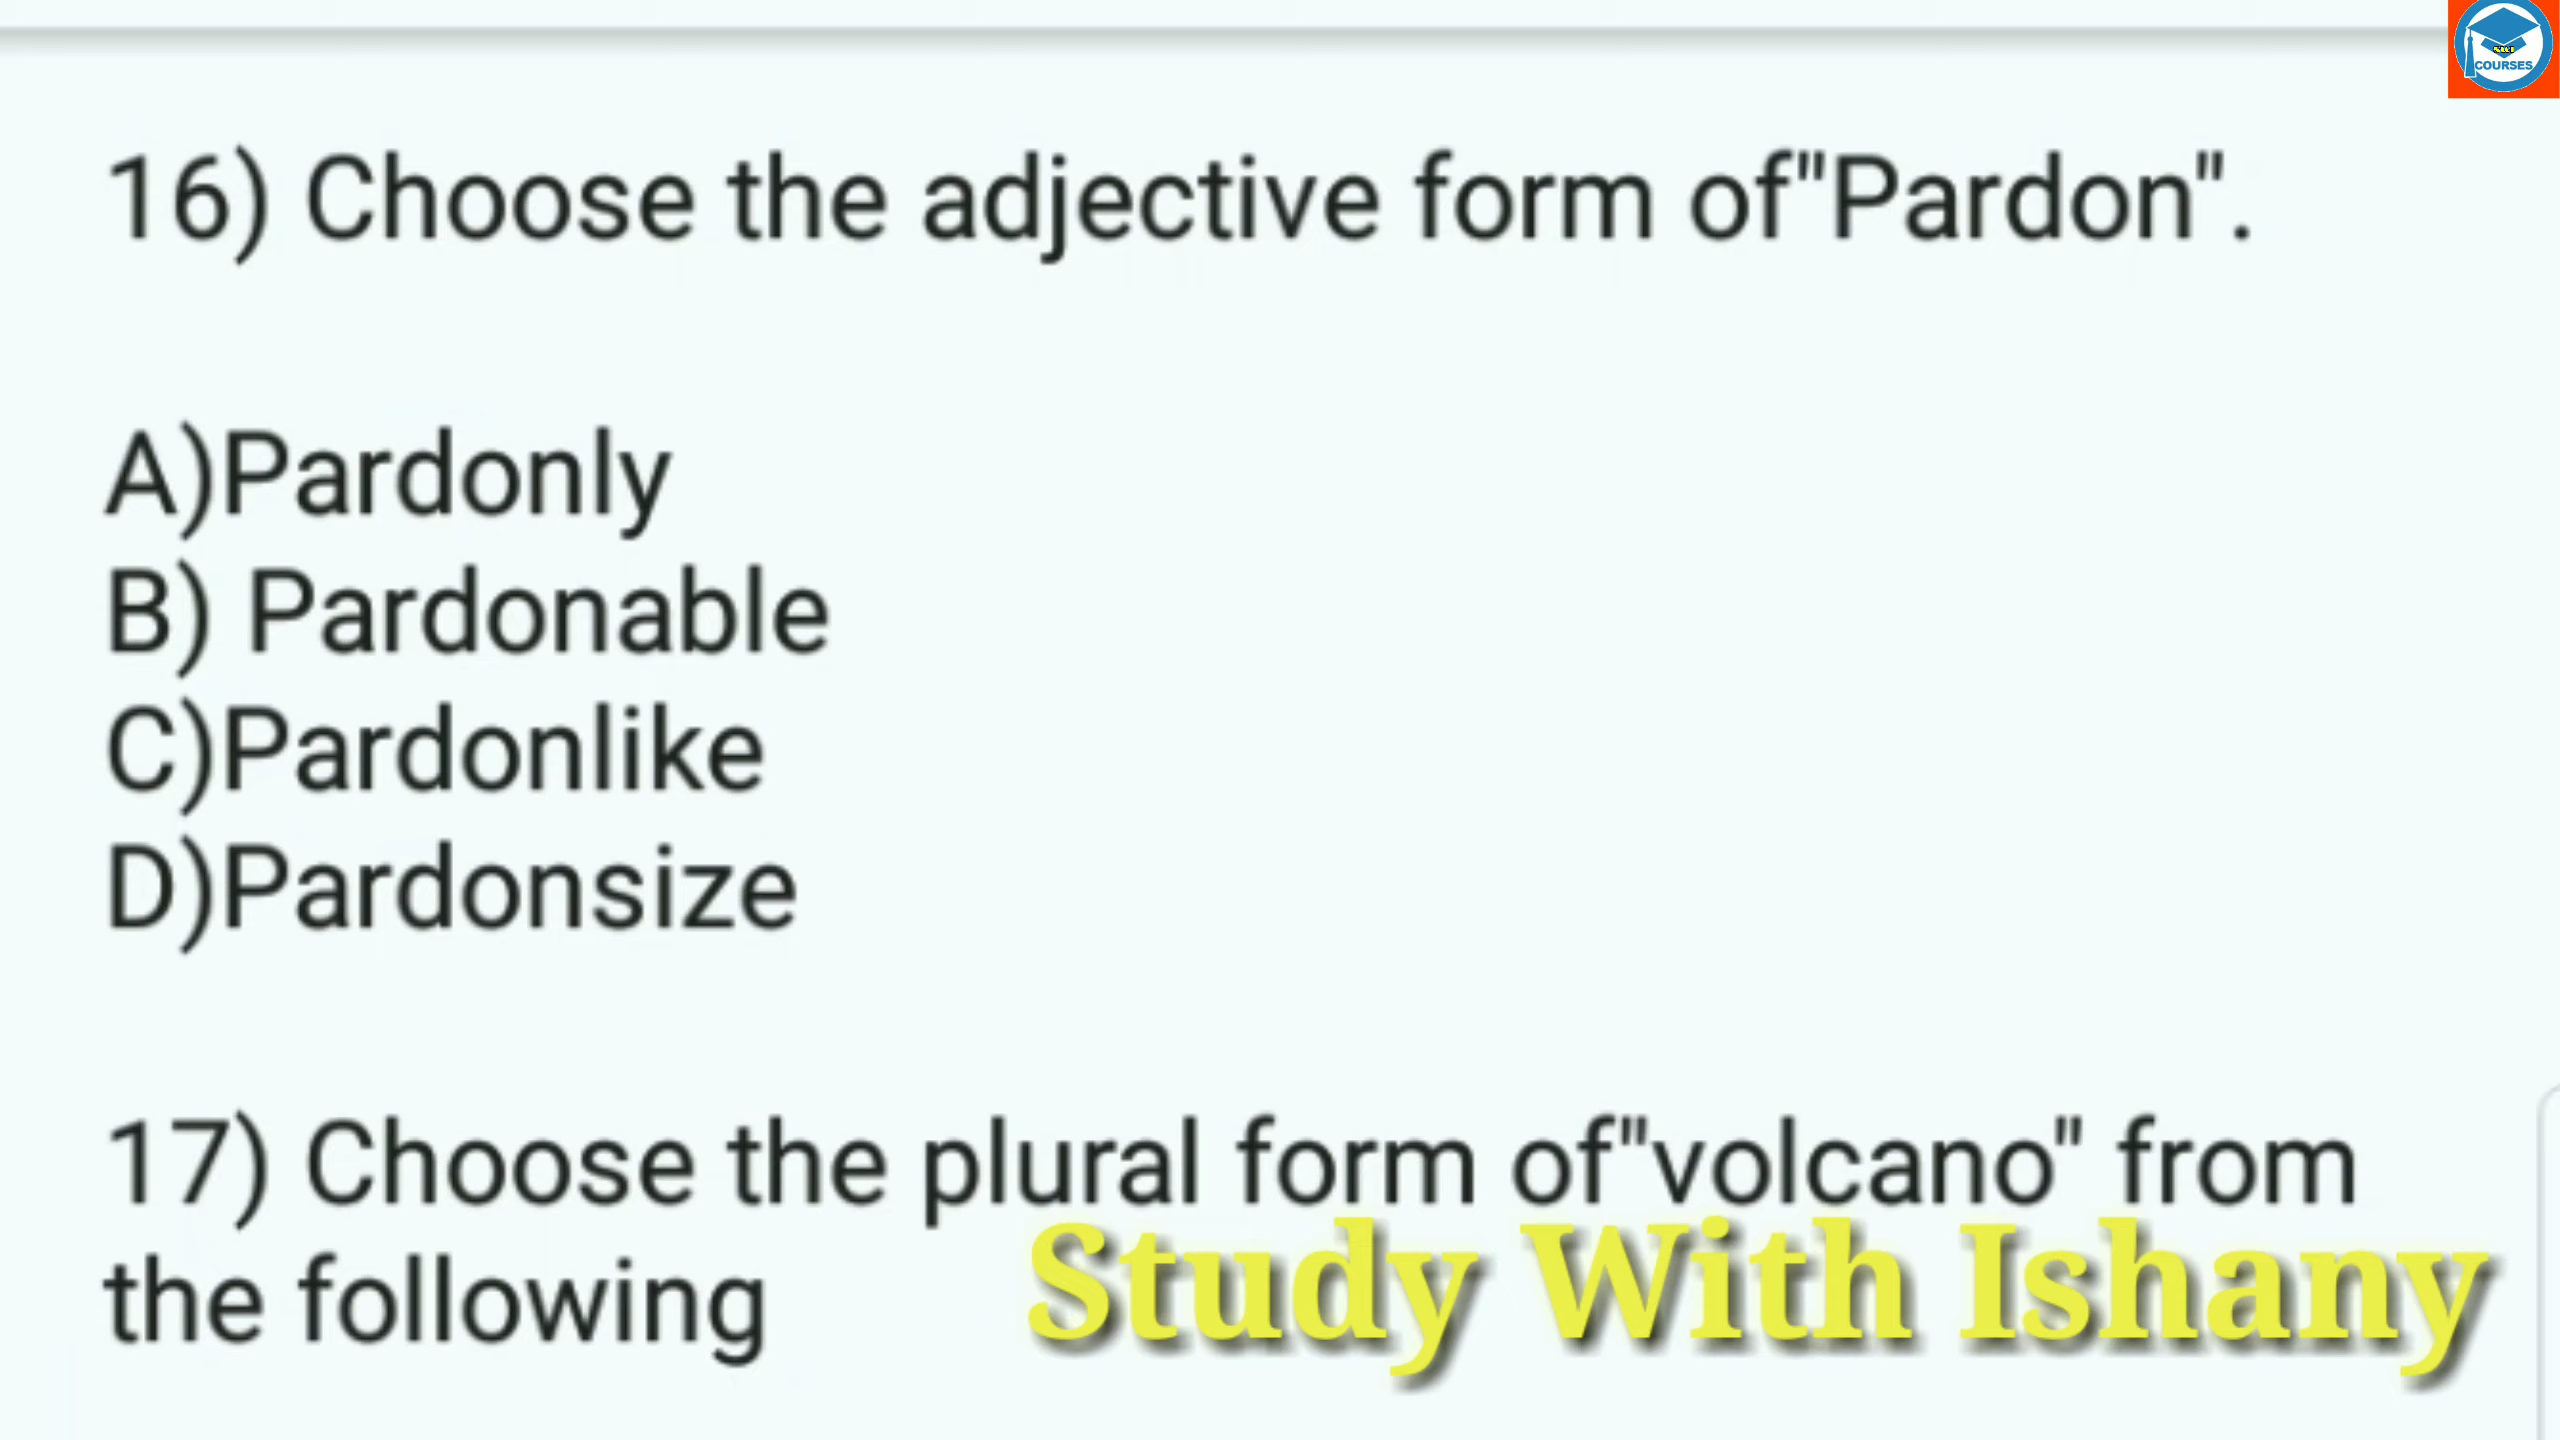 COURSES
16) Choose the adjective form of"Pardon".
A)Pardonly
B) Pardonable
C)Pardonlike
D)Pardonsize
17) Choose the plural form of"volcano" from
the following
Study With Ishany